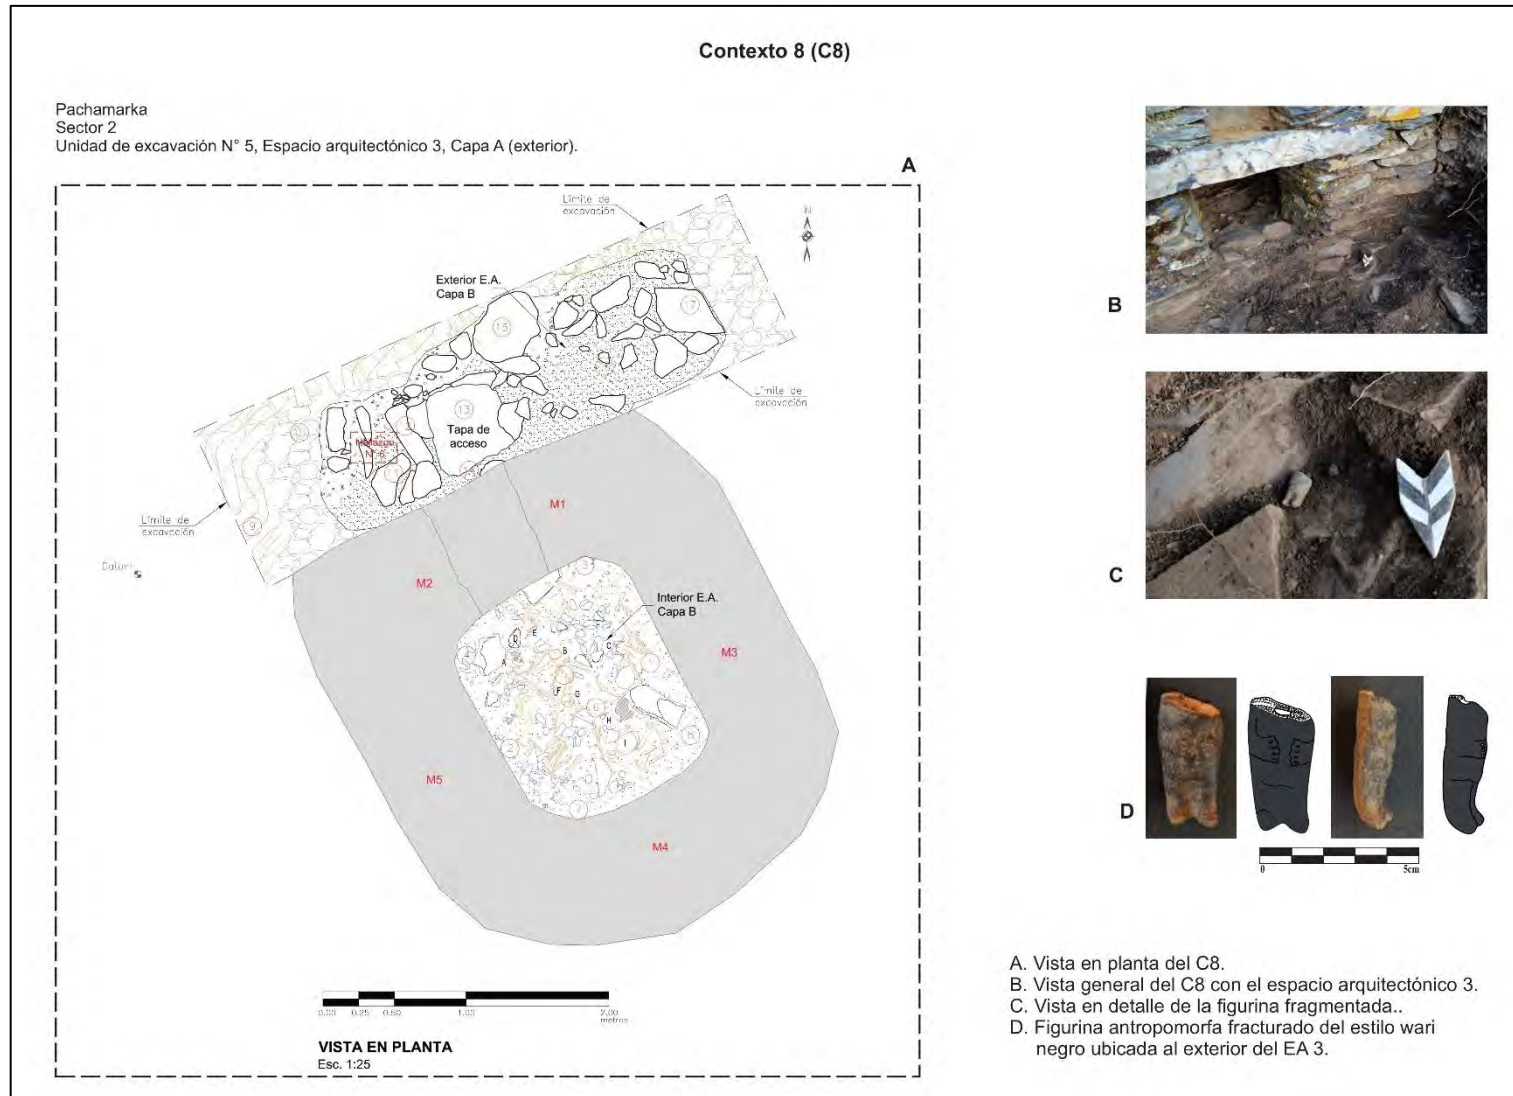 Contexto 8 (C8)
Pachamarka
Sector 2
Unidad de excavación N° 5, Espacio arquitectónico 3, Capa A (exterior).
A
Límite de
excavación
N
Exterior E.A.
Capa B
15
17
Límite de
excavación
13
Tapa de
acceso
Hallazgo
N° 6
Límite de
excavación
9
Datum
M1
M2
3
Interior E.A.
Capa B
D
E
A
B
C
4
F
G
H
I
M3
M5
M4
0.00 0.25 0.50 1.00 2.00
metros
VISTA EN PLANTA
Esc. 1:25
B
C
D
0 5cm
A. Vista en planta del C8.
B. Vista general del C8 con el espacio arquitectónico 3.
C. Vista en detalle de la figurina fragmentada..
D. Figurina antropomorfa fracturado del estilo wari
negro ubicada al exterior del EA 3.